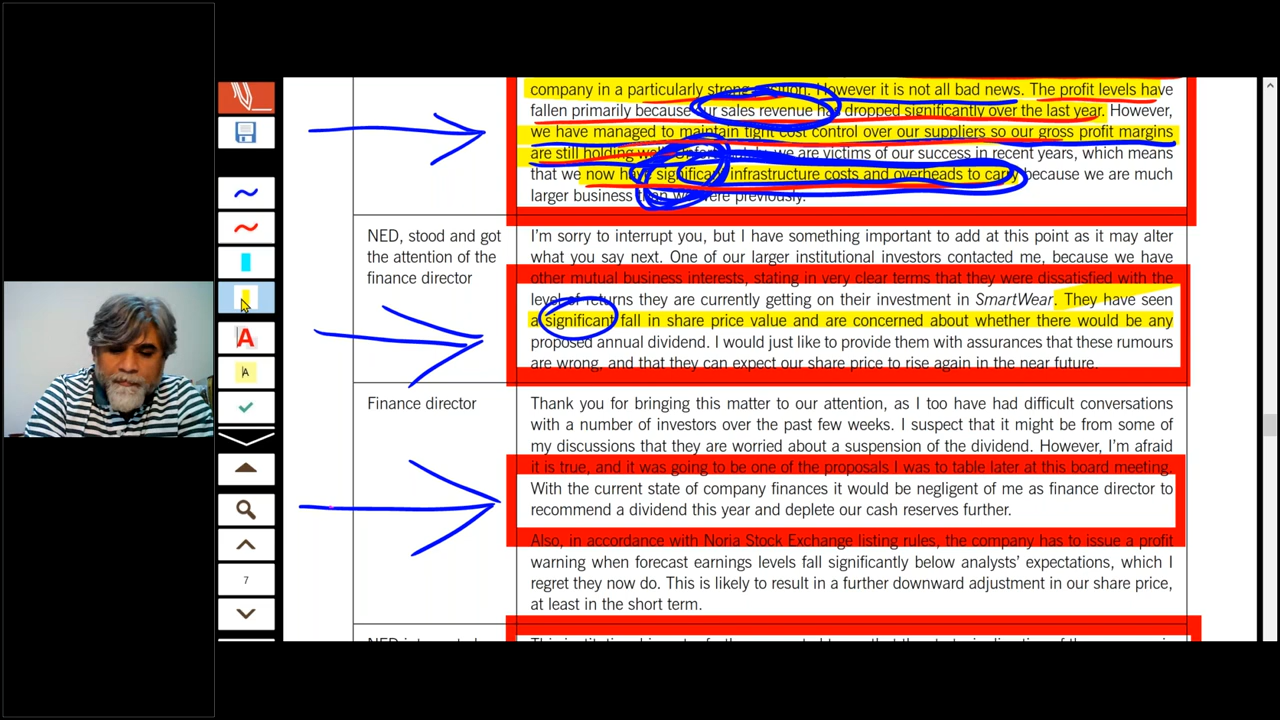 company in a particularly strong position. However it is not all bad news. The profit levels have
fallen primarily because our sales revenue has dropped significantly over the last year. However,
we have managed to maintain tight cost control over our suppliers so our gross profit margins
are still holding well. we are victims of our success in recent years, which means
that we now have significant infrastructure costs and overheads to carry because we are much
larger business than we were previously.
NED, stood and got
the attention of the
finance director
I'm sorry to interrupt you, but I have something important to add at this point as it may alter
what you say next. One of our larger institutional investors contacted me, because we have
other mutual business interests, stating in very clear terms that they were dissatisfied with the
level of returns they are currently getting on their investment in SmartWear. They have seen
a significant fall in share price value and are concerned about whether there would be any
proposed annual dividend. I would just like to provide them with assurances that these rumours
are wrong, and that they can expect our share price to rise again in the near future.
Finance director
Thank you for bringing this matter to our attention, as I too have had difficult conversations
with a number of investors over the past few weeks. I suspect that it might be from some of
my discussions that they are worried about a suspension of the dividend. However, I'm afraid
it is true, and it was going to be one of the proposals I was to table later at this board meeting.
With the current state of company finances it would be negligent of me as finance director to
recommend a dividend this year and deplete our cash reserves further.
Also, in accordance with Noria Stock Exchange listing rules, the company has to issue a profit
warning when forecast earnings levels fall significantly below analysts' expectations, which I
regret they now do. This is likely to result in a further downward adjustment in our share price,
at least in the short term.
A
A
7